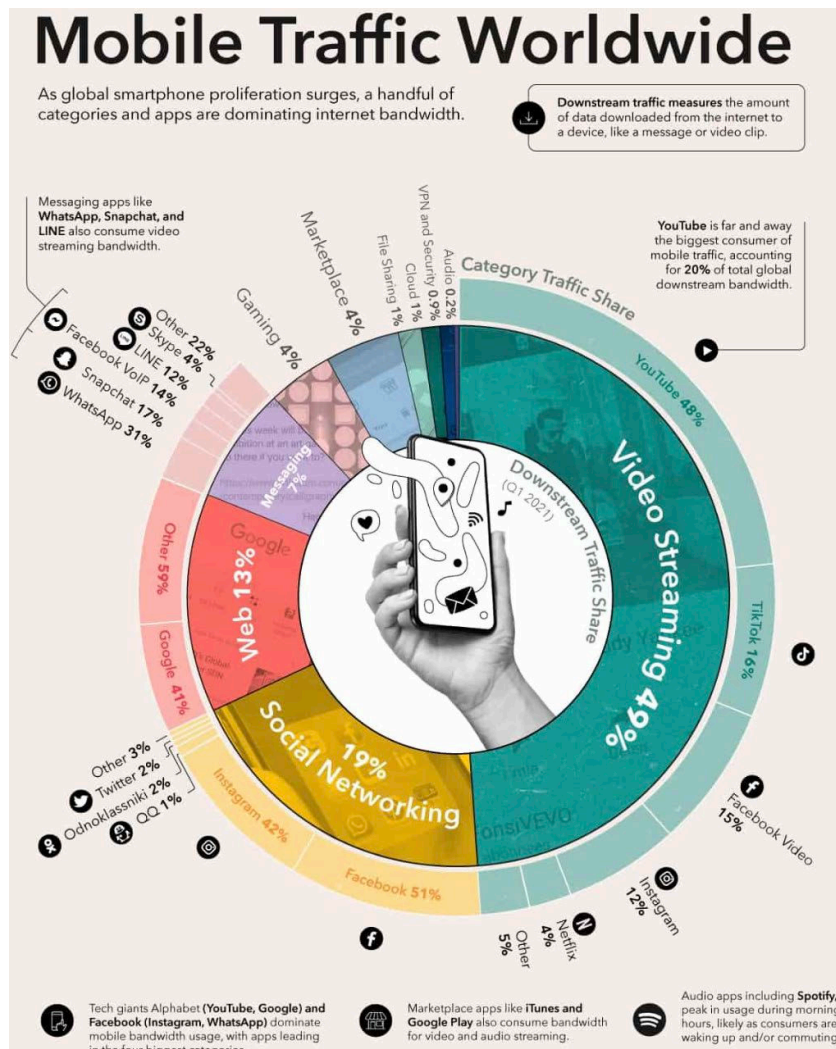 Mobile Traffic Worldwide
As global smartphone proliferation surges, a handful of
categories and apps are dominating internet bandwidth.
Downstream traffic measures the amount
of data downloaded from the internet to
a device, like a message or video clip.
Messaging apps like
WhatsApp, Snapchat, and
LINE also consume video
streaming bandwidth.
YouTube is far and away
the biggest consumer of
mobile traffic, accounting
for 20% of total global
downstream bandwidth.
Category Traffic Share
Audio 0.2%
VPN and Security 0.9%
Cloud 1%
File Sharing 1%
Marketplace 4%
Gaming 4%
Other 22%
Skype 4%
LINE 12%
Facebook VoIP 14%
Snapchat 17%
WhatsApp 31%
Messaging
7%
Downstream Traffic Share
(Q1 2021)
Video Streaming 49%
YouTube 48%
TikTok 16%
Facebook Video
15%
Instagram
12%
Netflix
4%
Other
5%
Web 13%
Google
Other 59%
Google 41%
19%
Social Networking
Other 3%
Twitter 2%
Odnoklassniki 2%
QQ 1%
Instagram 42%
Facebook 51%
onsiVEVO
Tech giants Alphabet (YouTube, Google) and
Facebook (Instagram, WhatsApp) dominate
mobile bandwidth usage, with apps leading
in the four biggest categories.
Marketplace apps like iTunes and
Google Play also consume bandwidth
for video and audio streaming.
Audio apps including Spotify,
peak in usage during morning
hours, likely as consumers are
waking up and/or commuting